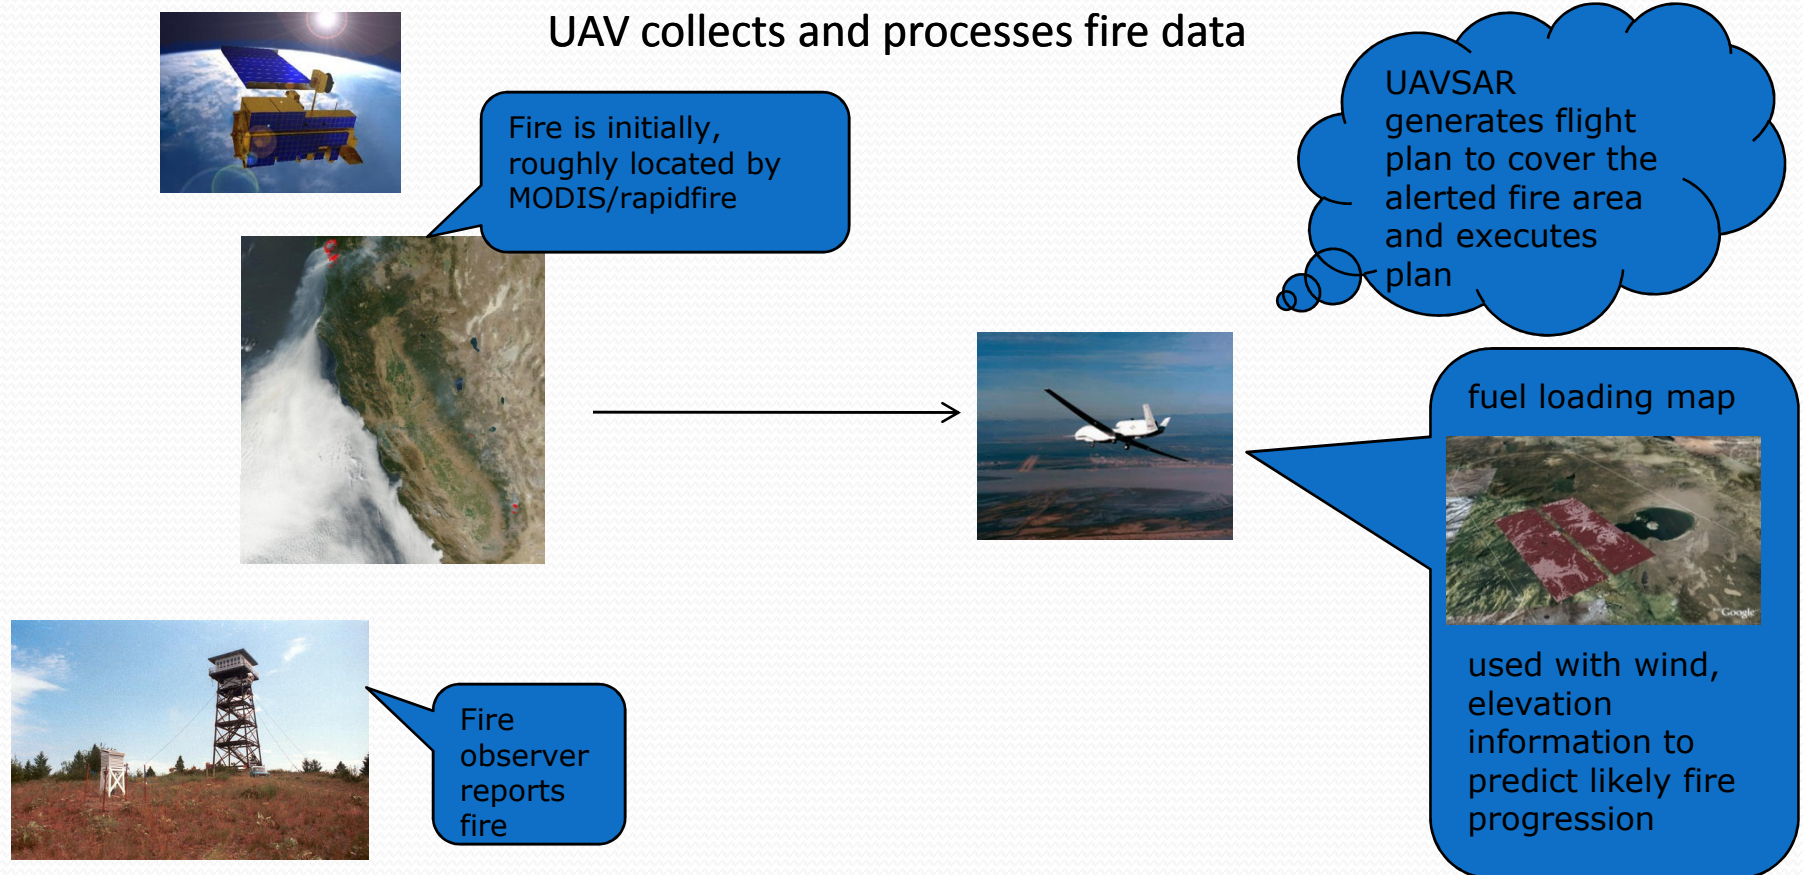 UAV collects and processes fire data
Fire is initially,
roughly located by
MODIS/rapidfire
UAVSAR
generates flight
plan to cover the
alerted fire area
and executes
plan
fuel loading map
Google
used with wind,
elevation
information to
predict likely fire
progression
Fire
observer
reports
fire